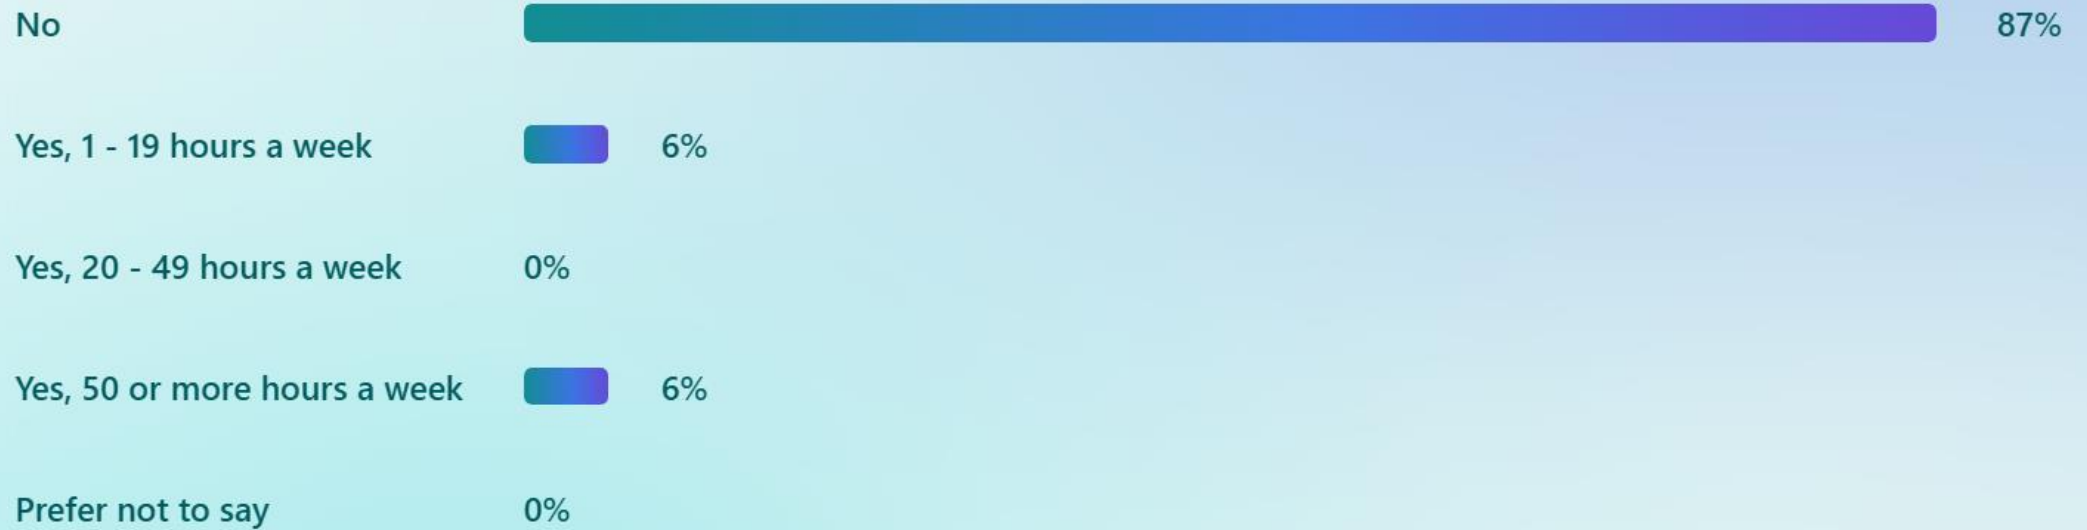 No 87%
Yes, 1 - 19 hours a week 6%
Yes, 20 - 49 hours a week 0%
Yes, 50 or more hours a week 6%
Prefer not to say 0%